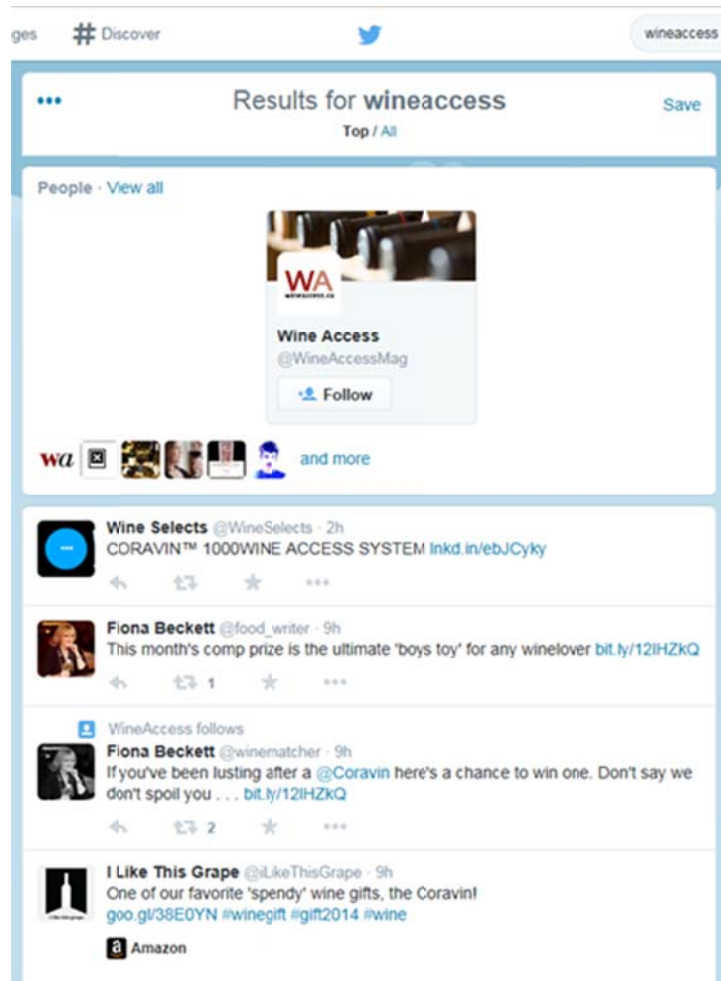 ges # Discover wineaccess
Results for wineaccess
Save
Top / All
People · View all
WA
wineaccess.ca
Wine Access
@WineAccessMag
Follow
wa
and more
Wine Selects @WineSelects · 2h
CORAVIN™ 1000WINE ACCESS SYSTEM lnkd.in/ebJCyky
Fiona Beckett @food_writer · 9h
This month's comp prize is the ultimate 'boys toy' for any winelover bit.ly/12IHZkQ
1
WineAccess follows
Fiona Beckett @winematcher · 9h
If you've been lusting after a @Coravin here's a chance to win one. Don't say we
don't spoil you . . . bit.ly/12IHZkQ
2
I Like This Grape @iLikeThisGrape · 9h
One of our favorite 'spendy' wine gifts, the Coravin!
goo.gl/38E0YN #winegift #gift2014 #wine
a Amazon